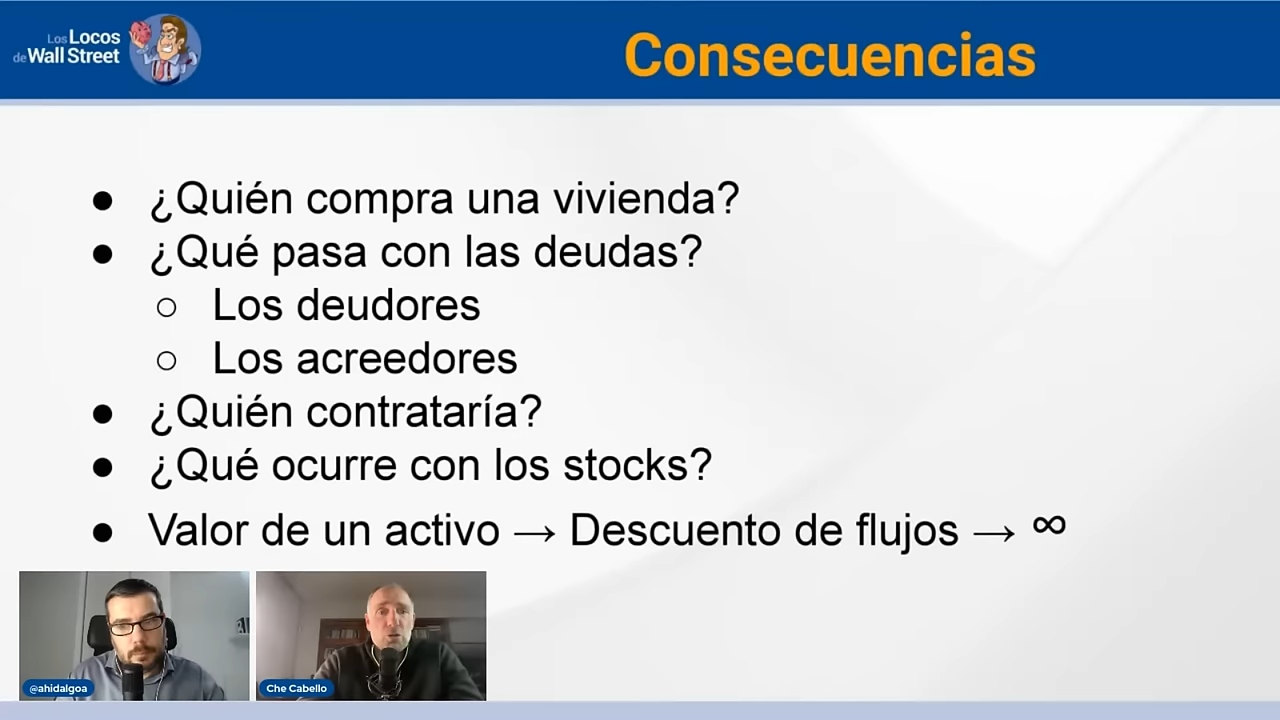 Los Locos
de Wall Street
Consecuencias
● ¿Quién compra una vivienda?
● ¿Qué pasa con las deudas?
○ Los deudores
○ Los acreedores
● ¿Quién contrataría?
● ¿Qué ocurre con los stocks?
● Valor de un activo → Descuento de flujos → ∞
@ahidalgoa
Che Cabello